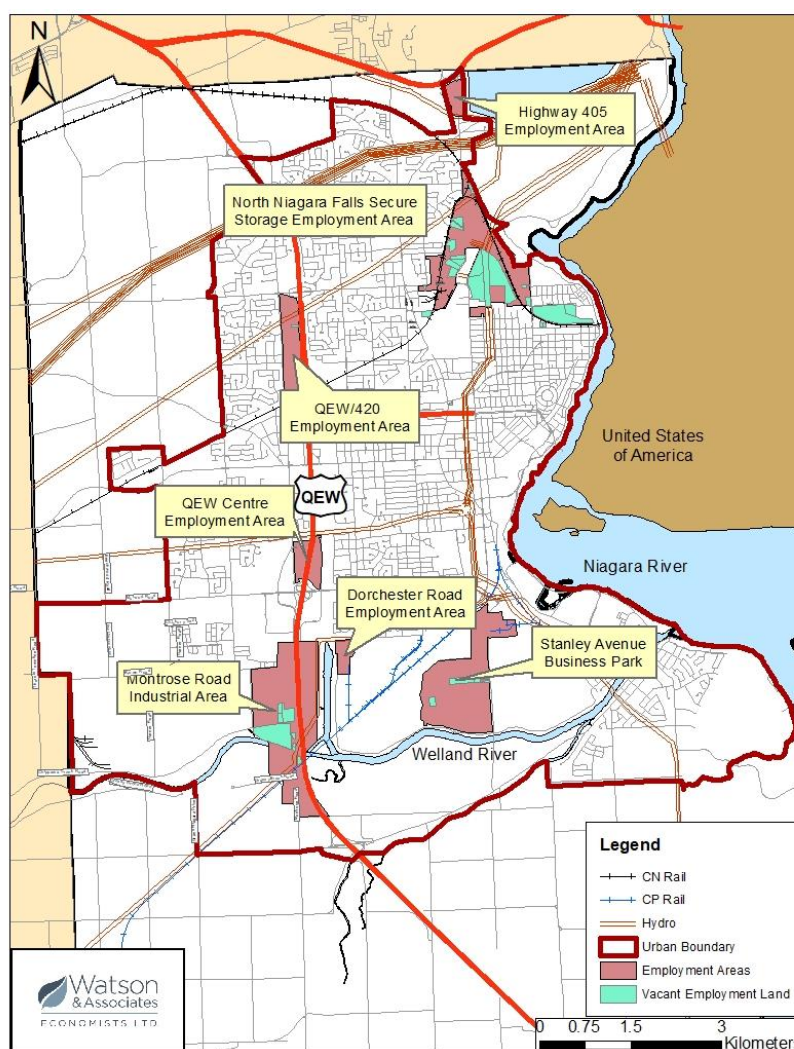 N
Highway 405
Employment Area
North Niagara Falls Secure
Storage Employment Area
QEW/420
Employment Area
United States
of America
QEW
QEW Centre
Employment Area
Niagara River
Dorchester Road
Employment Area
Stanley Avenue
Business Park
Montrose Road
Industrial Area
Welland River
Legend
CN Rail
CP Rail
Hydro
Urban Boundary
Employment Areas
Vacant Employment Land
Watson
& Associates
ECONOMISTS LTD
0 0.75 1.5 3
Kilometers